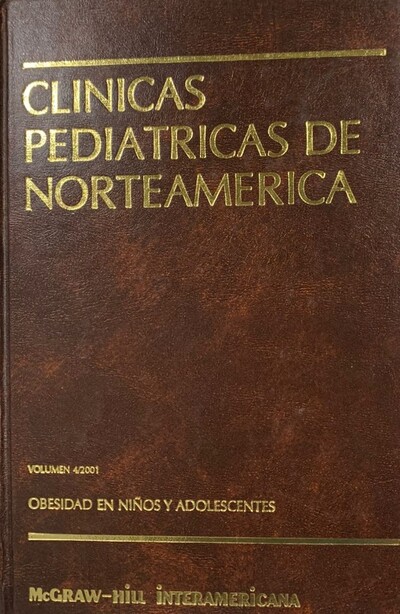 CLINICAS
PEDIATRICAS DE
NORTEAMERICA
VOLUMEN 4/2001
OBESIDAD EN NIÑOS Y ADOLESCENTES
McGRAW-HILL INTERAMERICANA